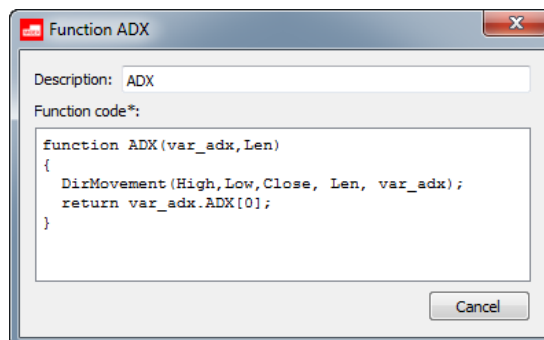 Function ADX
Description: ADX
Function code*:
function ADX(var_adx,Len)
{
  DirMovement(High,Low,Close, Len, var_adx);
  return var_adx.ADX[0];
}
Cancel